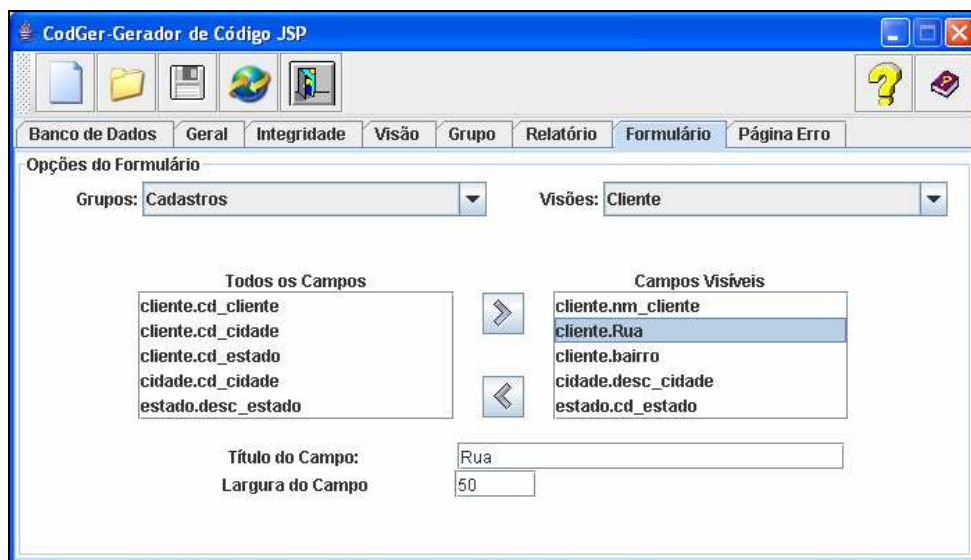 CodGer-Gerador de Código JSP
Banco de Dados Geral Integridade Visão Grupo Relatório Formulário Página Erro
Opções do Formulário
Grupos: Cadastros Visões: Cliente
Todos os Campos Campos Visíveis
cliente.cd_cliente cliente.nm_cliente
cliente.cd_cidade cliente.Rua
cliente.cd_estado cliente.bairro
cidade.cd_cidade cidade.desc_cidade
estado.desc_estado estado.cd_estado
Título do Campo: Rua
Largura do Campo 50